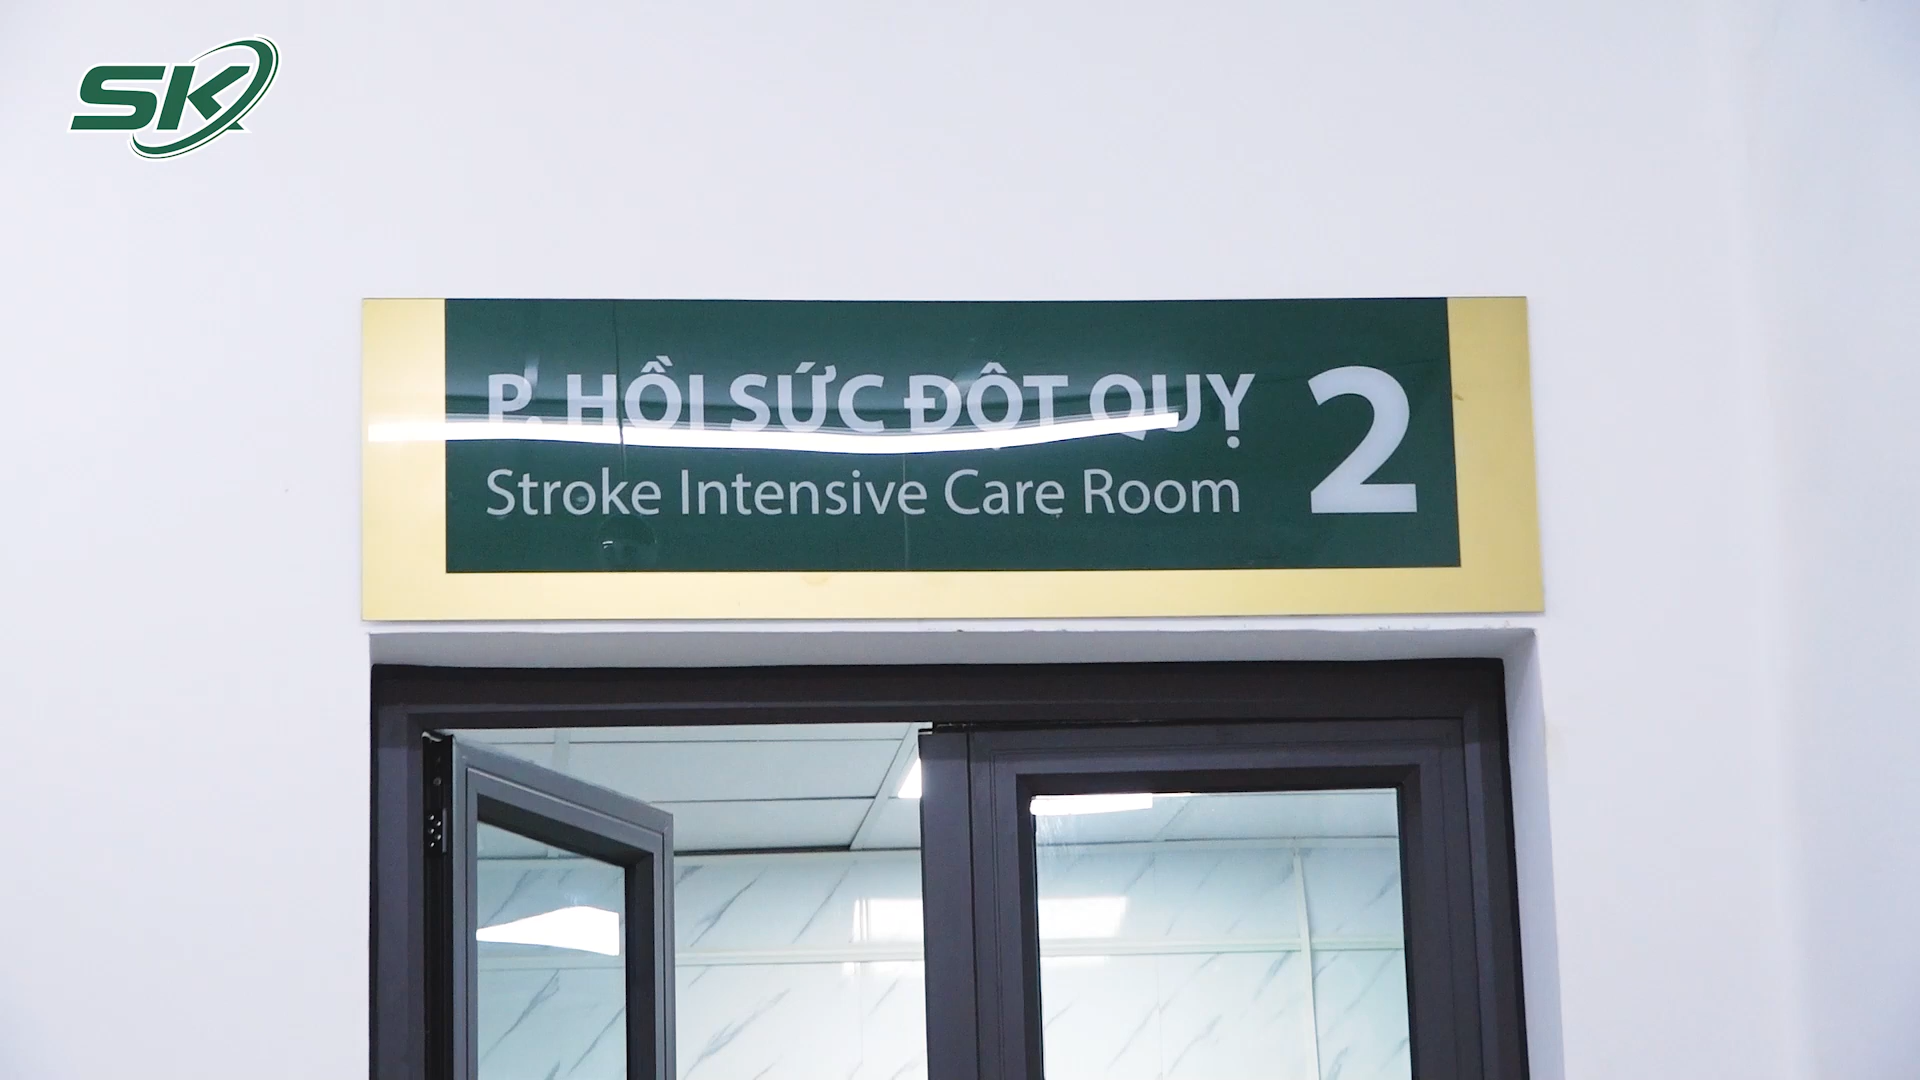 SK
P. HỒI SỨC ĐỘT QUỴ
Stroke Intensive Care Room
2